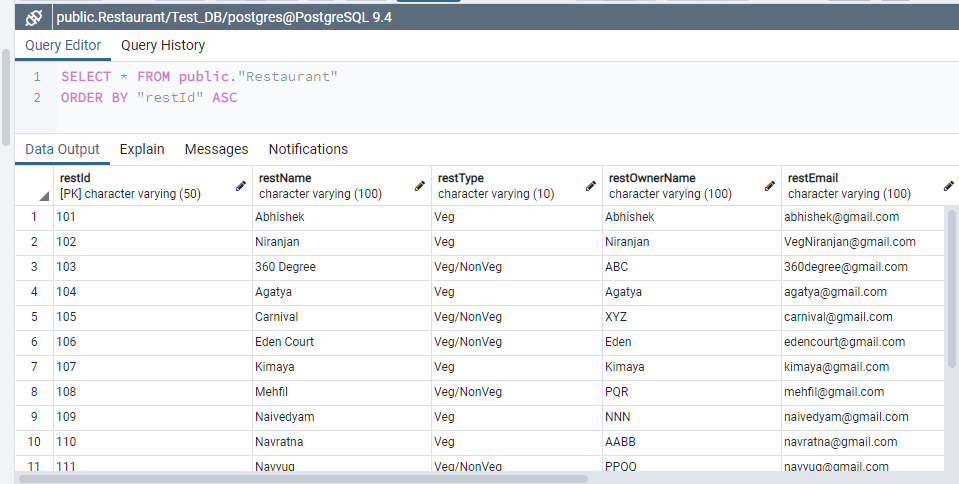 public.Restaurant/Test_DB/postgres@PostgreSQL 9.4
Query Editor Query History
1 SELECT * FROM public."Restaurant"
2 ORDER BY "restId" ASC
Data Output Explain Messages Notifications
restId restName restType restOwnerName restEmail
[PK] character varying (50) character varying (100) character varying (10) character varying (100) character varying (100)
1 101 Abhishek Veg Abhishek abhishek@gmail.com
2 102 Niranjan Veg Niranjan VegNiranjan@gmail.com
3 103 360 Degree Veg/NonVeg ABC 360degree@gmail.com
4 104 Agatya Veg Agatya agatya@gmail.com
5 105 Carnival Veg/NonVeg XYZ carnival@gmail.com
6 106 Eden Court Veg/NonVeg Eden edencourt@gmail.com
7 107 Kimaya Veg Kimaya kimaya@gmail.com
8 108 Mehfil Veg/NonVeg PQR mehfil@gmail.com
9 109 Naivedyam Veg NNN naivedyam@gmail.com
10 110 Navratna Veg AABB navratna@gmail.com
11 111 Navyug Veg/NonVeg PPQQ navyug@gmail.com